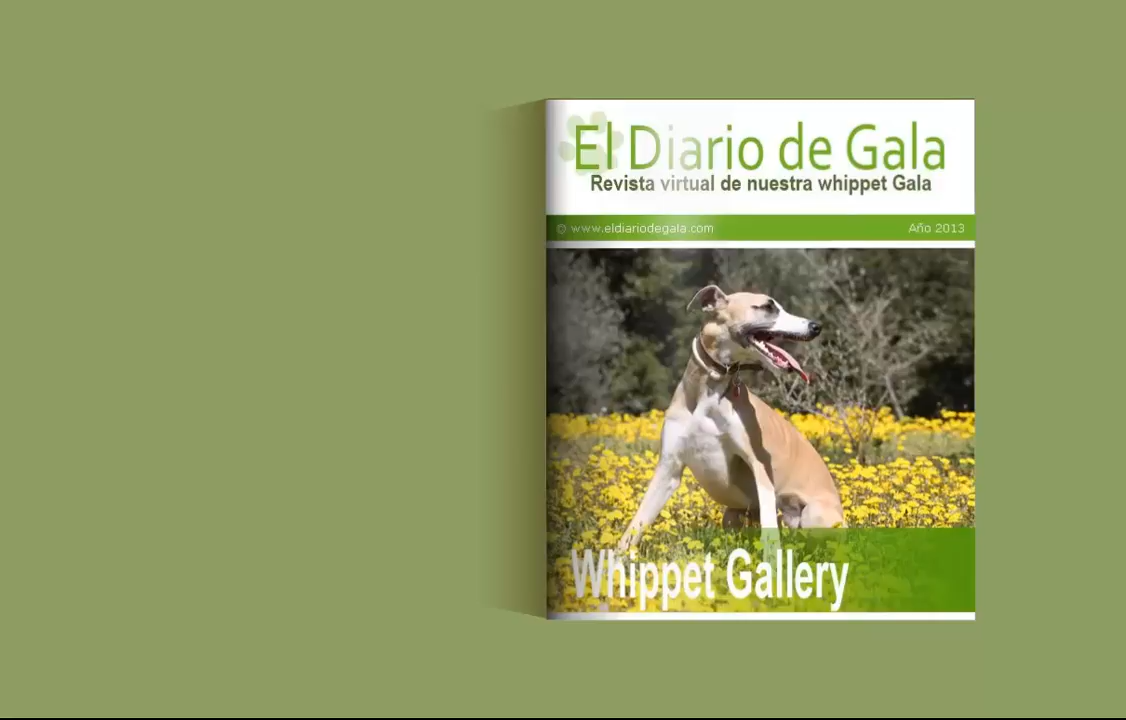 El Diario de Gala
Revista virtual de nuestra whippet Gala
© www.eldiariodegala.com Año 2013
Whippet Gallery